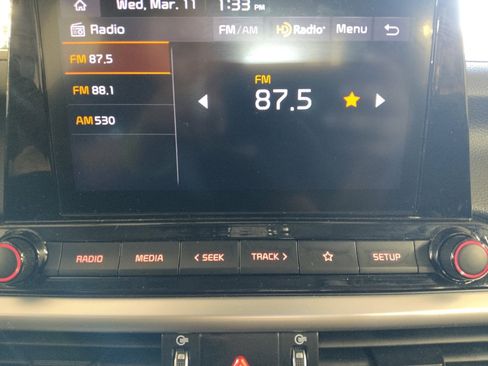 Wed, Mar. 11 1:33 PM
Radio FM/AM HD Radio Menu
FM 87.5
FM 88.1
AM 530
FM
87.5
RADIO MEDIA < SEEK TRACK > SETUP